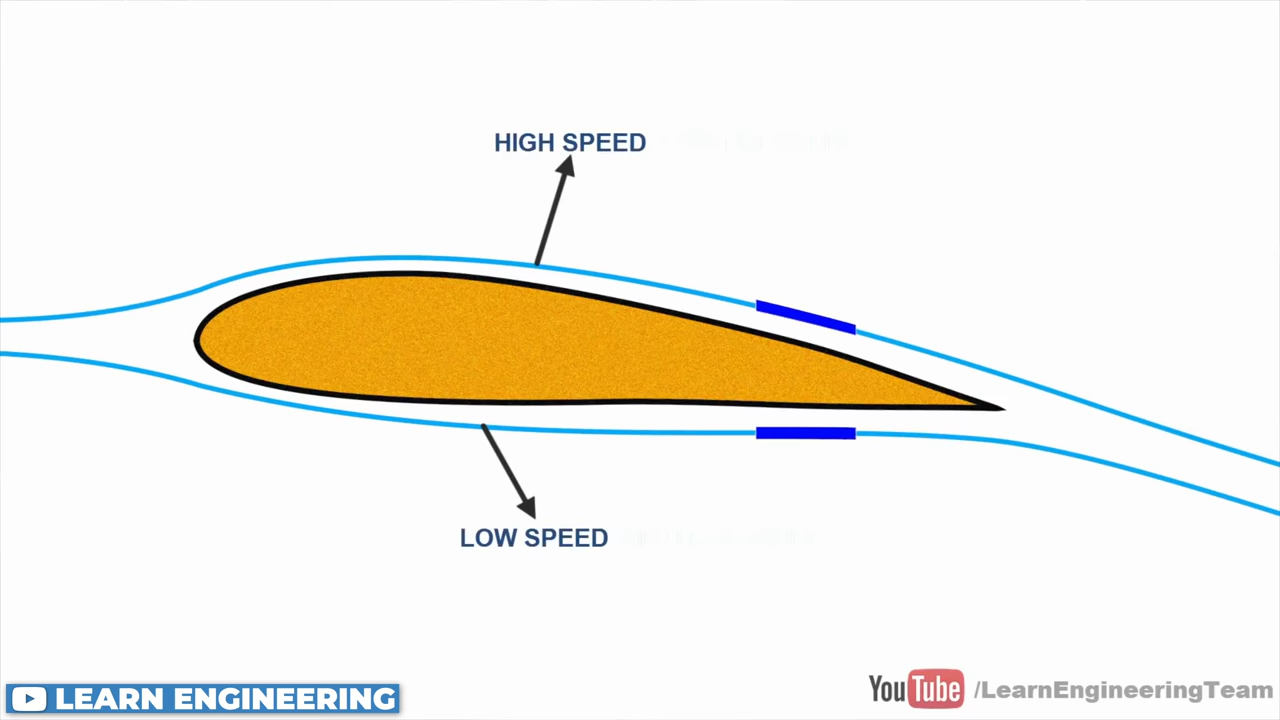 HIGH SPEED
LOW SPEED
LEARN ENGINEERING
YouTube /LearnEngineeringTeam